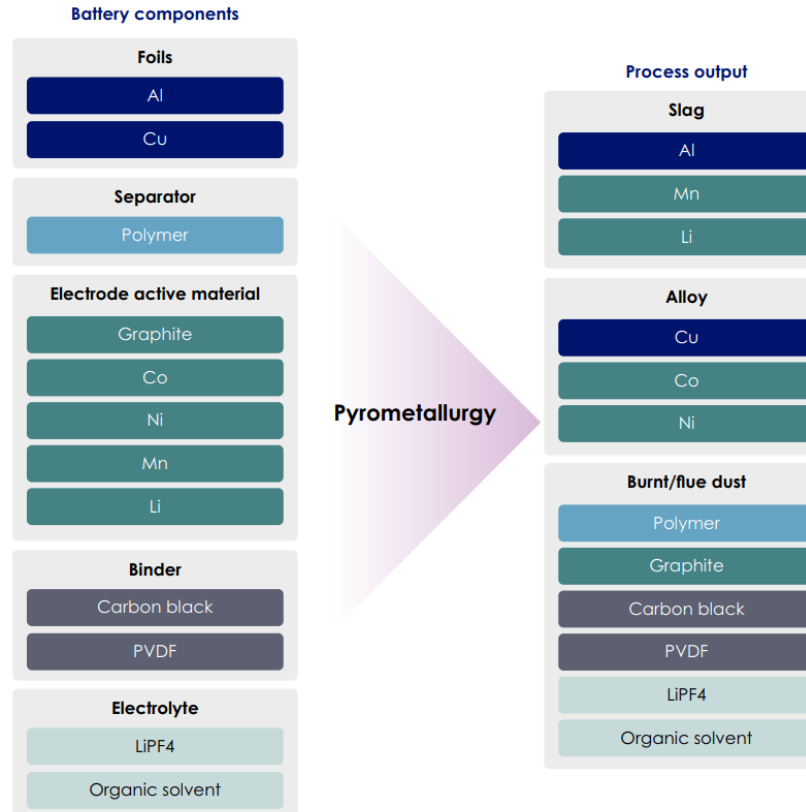 Battery components
Foils
Al
Cu
Separator
Polymer
Electrode active material
Graphite
Co
Ni
Mn
Li
Binder
Carbon black
PVDF
Electrolyte
LiPF4
Organic solvent
Pyrometallurgy
Process output
Slag
Al
Mn
Li
Alloy
Cu
Co
Ni
Burnt/flue dust
Polymer
Graphite
Carbon black
PVDF
LiPF4
Organic solvent